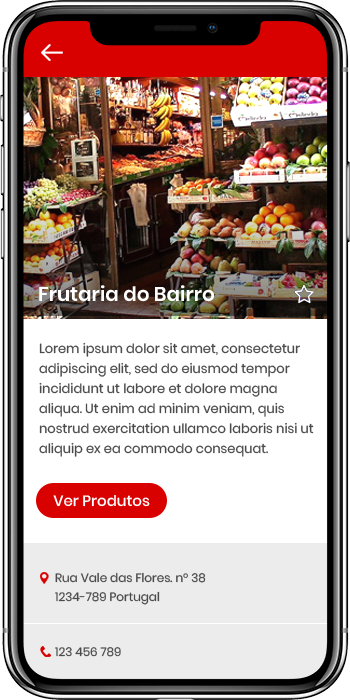 Frutaria do Bairro
Lorem ipsum dolor sit amet, consectetur
adipiscing elit, sed do eiusmod tempor
incididunt ut labore et dolore magna
aliqua. Ut enim ad minim veniam, quis
nostrud exercitation ullamco laboris nisi ut
aliquip ex ea commodo consequat.
Ver Produtos
Rua Vale das Flores. nº 38
1234-789 Portugal
123 456 789